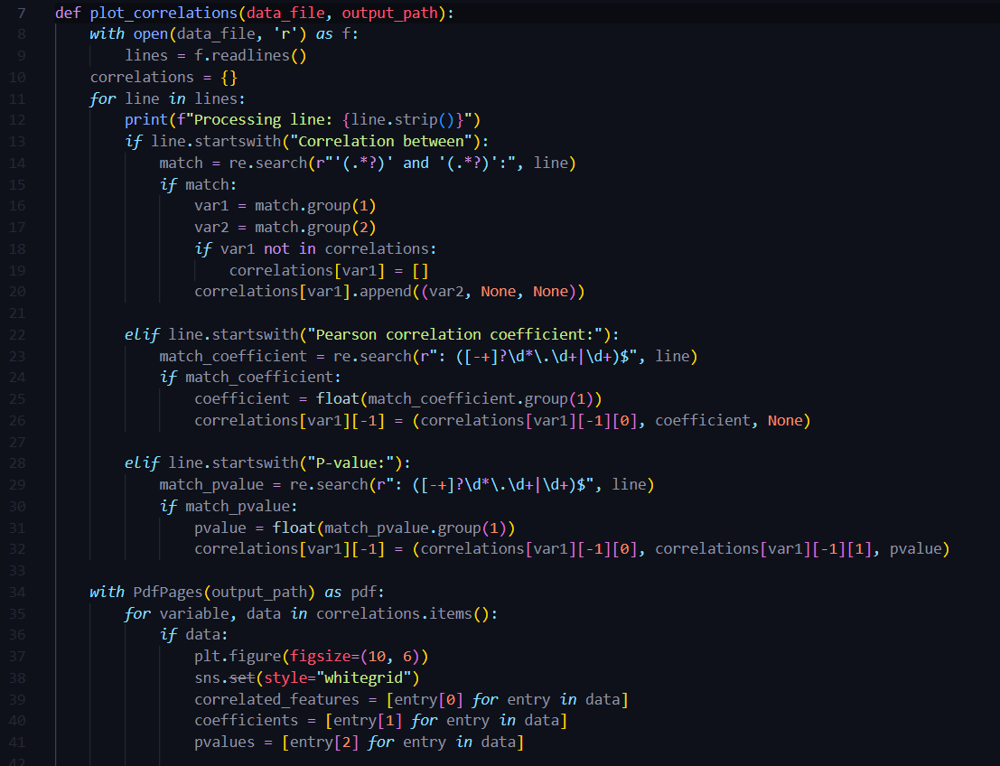 7 def plot_correlations(data_file, output_path):
8     with open(data_file, 'r') as f:
9         lines = f.readlines()
10     correlations = {}
11     for line in lines:
12         print(f"Processing line: {line.strip()}")
13         if line.startswith("Correlation between"):
14             match = re.search(r"'(.*?)' and '(.*?)':", line)
15             if match:
16                 var1 = match.group(1)
17                 var2 = match.group(2)
18                 if var1 not in correlations:
19                     correlations[var1] = []
20                 correlations[var1].append((var2, None, None))
21
22         elif line.startswith("Pearson correlation coefficient:"):
23             match_coefficient = re.search(r": ([-+]?\d*\.\d+|\d+)$", line)
24             if match_coefficient:
25                 coefficient = float(match_coefficient.group(1))
26                 correlations[var1][-1] = (correlations[var1][-1][0], coefficient, None)
27
28         elif line.startswith("P-value:"):
29             match_pvalue = re.search(r": ([-+]?\d*\.\d+|\d+)$", line)
30             if match_pvalue:
31                 pvalue = float(match_pvalue.group(1))
32                 correlations[var1][-1] = (correlations[var1][-1][0], correlations[var1][-1][1], pvalue)
33
34     with PdfPages(output_path) as pdf:
35         for variable, data in correlations.items():
36             if data:
37                 plt.figure(figsize=(10, 6))
38                 sns.set(style="whitegrid")
39                 correlated_features = [entry[0] for entry in data]
40                 coefficients = [entry[1] for entry in data]
41                 pvalues = [entry[2] for entry in data]
42